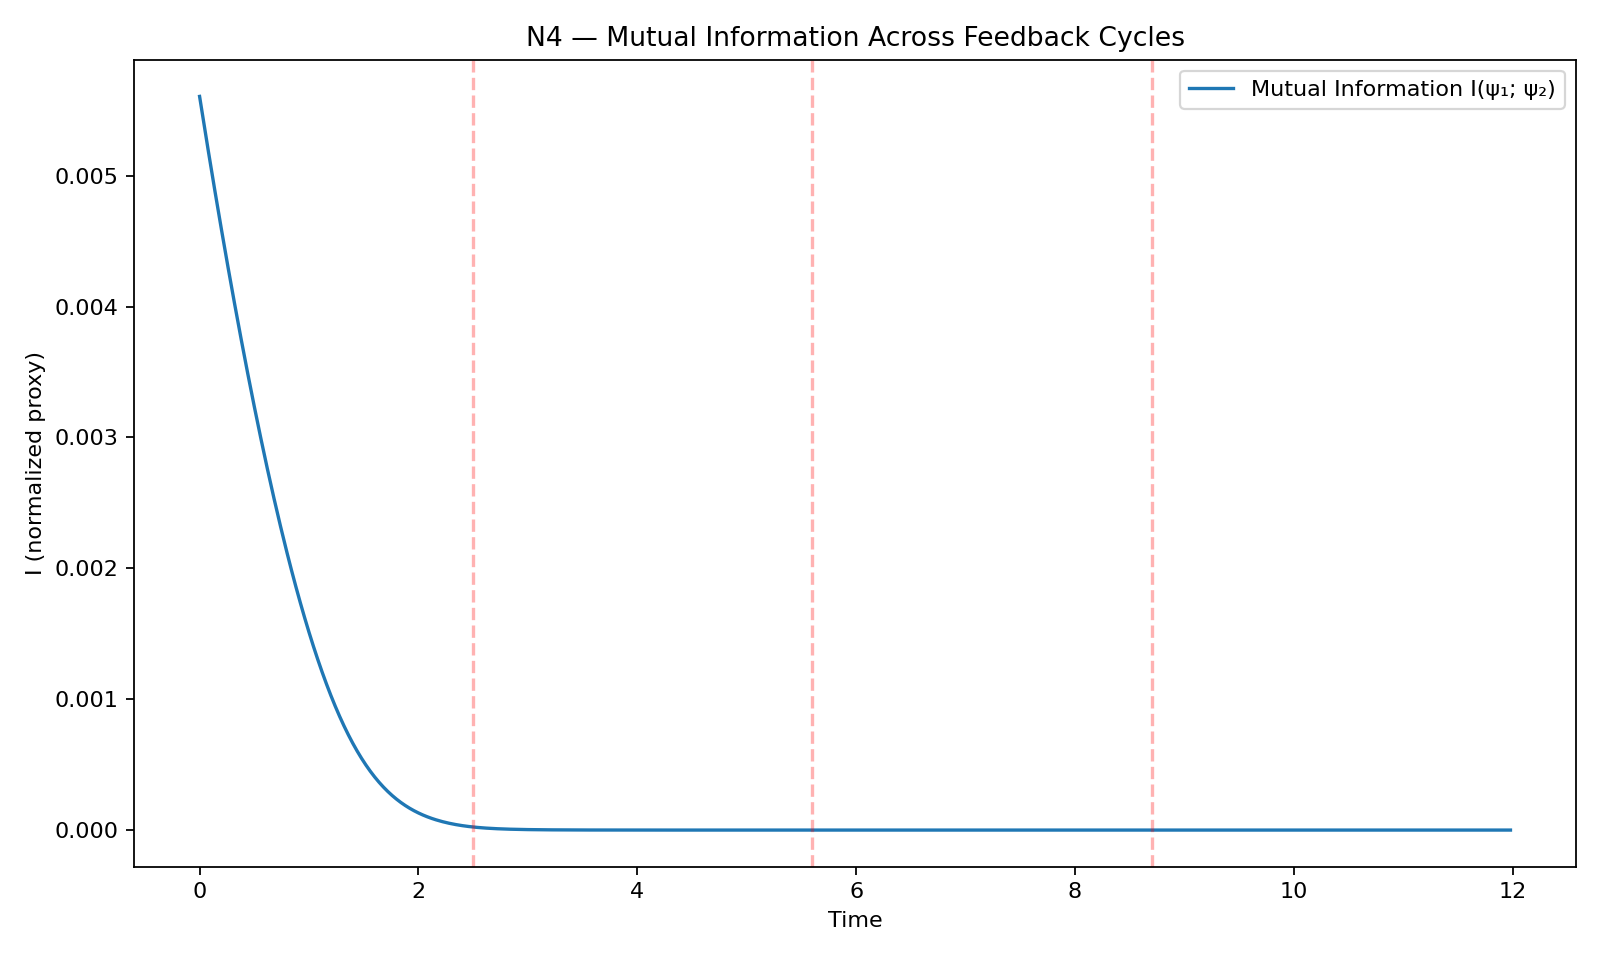 N4 — Mutual Information Across Feedback Cycles
Mutual Information I(ψ₁; ψ₂)
I (normalized proxy)
0.005
0.004
0.003
0.002
0.001
0.000
0 2 4 6 8 10 12
Time